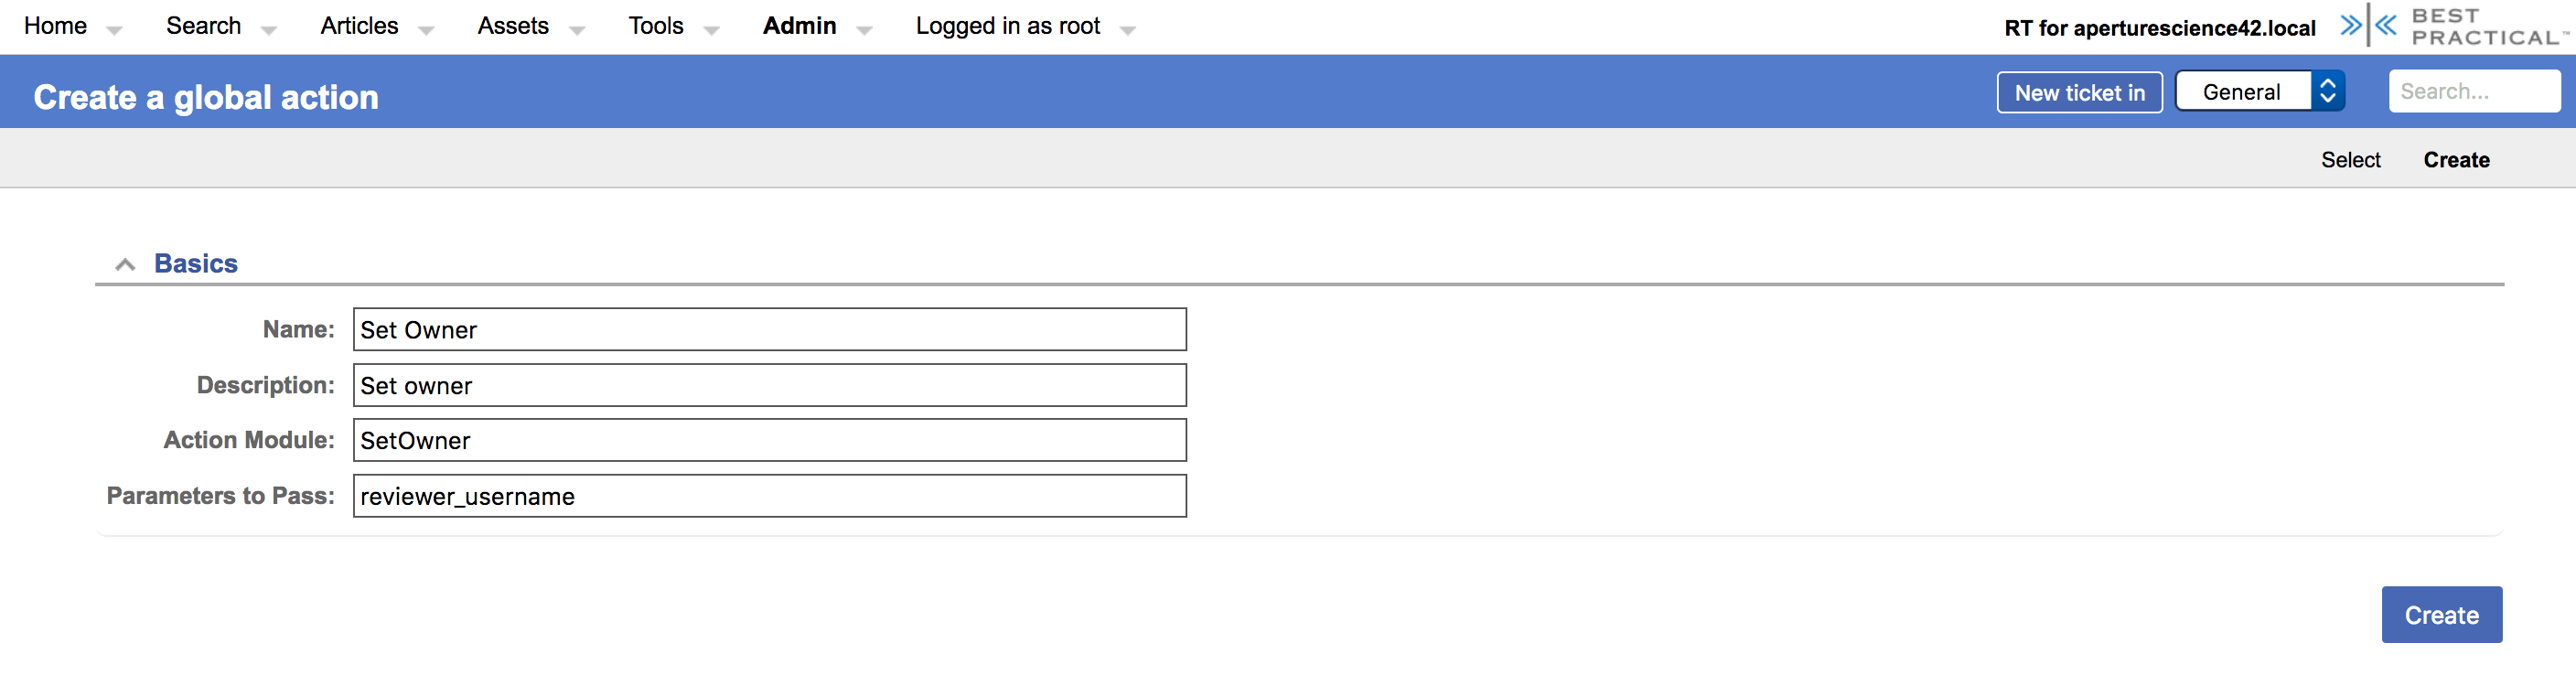 Home Search Articles Assets Tools Admin Logged in as root RT for aperturescience42.local BEST PRACTICAL™
Create a global action New ticket in General Search...
Select Create
Basics
Name: Set Owner
Description: Set owner
Action Module: SetOwner
Parameters to Pass: reviewer_username
Create